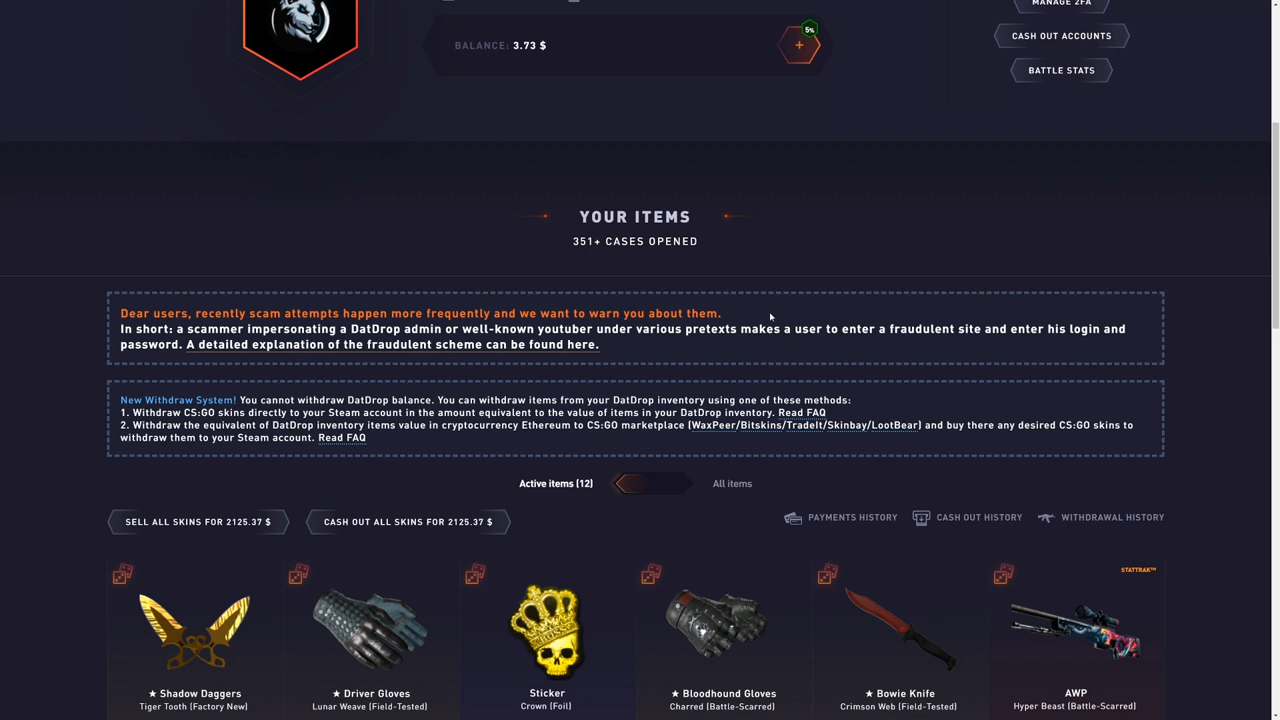 MANAGE 2FA
BALANCE: 3.73 $
5%
+
CASH OUT ACCOUNTS
BATTLE STATS
YOUR ITEMS
351+ CASES OPENED
Dear users, recently scam attempts happen more frequently and we want to warn you about them.
In short: a scammer impersonating a DatDrop admin or well-known youtuber under various pretexts makes a user to enter a fraudulent site and enter his login and
password. A detailed explanation of the fraudulent scheme can be found here.
New Withdraw System! You cannot withdraw DatDrop balance. You can withdraw items from your DatDrop inventory using one of these methods:
1. Withdraw CS:GO skins directly to your Steam account in the amount equivalent to the value of items in your DatDrop inventory. Read FAQ
2. Withdraw the equivalent of DatDrop inventory items value in cryptocurrency Ethereum to CS:GO marketplace (WaxPeer/Bitskins/TradeIt/Skinbay/LootBear) and buy there any desired CS:GO skins to
withdraw them to your Steam account. Read FAQ
Active items (12)
All items
SELL ALL SKINS FOR 2125.37 $
CASH OUT ALL SKINS FOR 2125.37 $
PAYMENTS HISTORY
CASH OUT HISTORY
WITHDRAWAL HISTORY
STATTRAK™
★ Shadow Daggers
Tiger Tooth (Factory New)
★ Driver Gloves
Lunar Weave (Field-Tested)
Sticker
Crown (Foil)
★ Bloodhound Gloves
Charred (Battle-Scarred)
★ Bowie Knife
Crimson Web (Field-Tested)
AWP
Hyper Beast (Battle-Scarred)